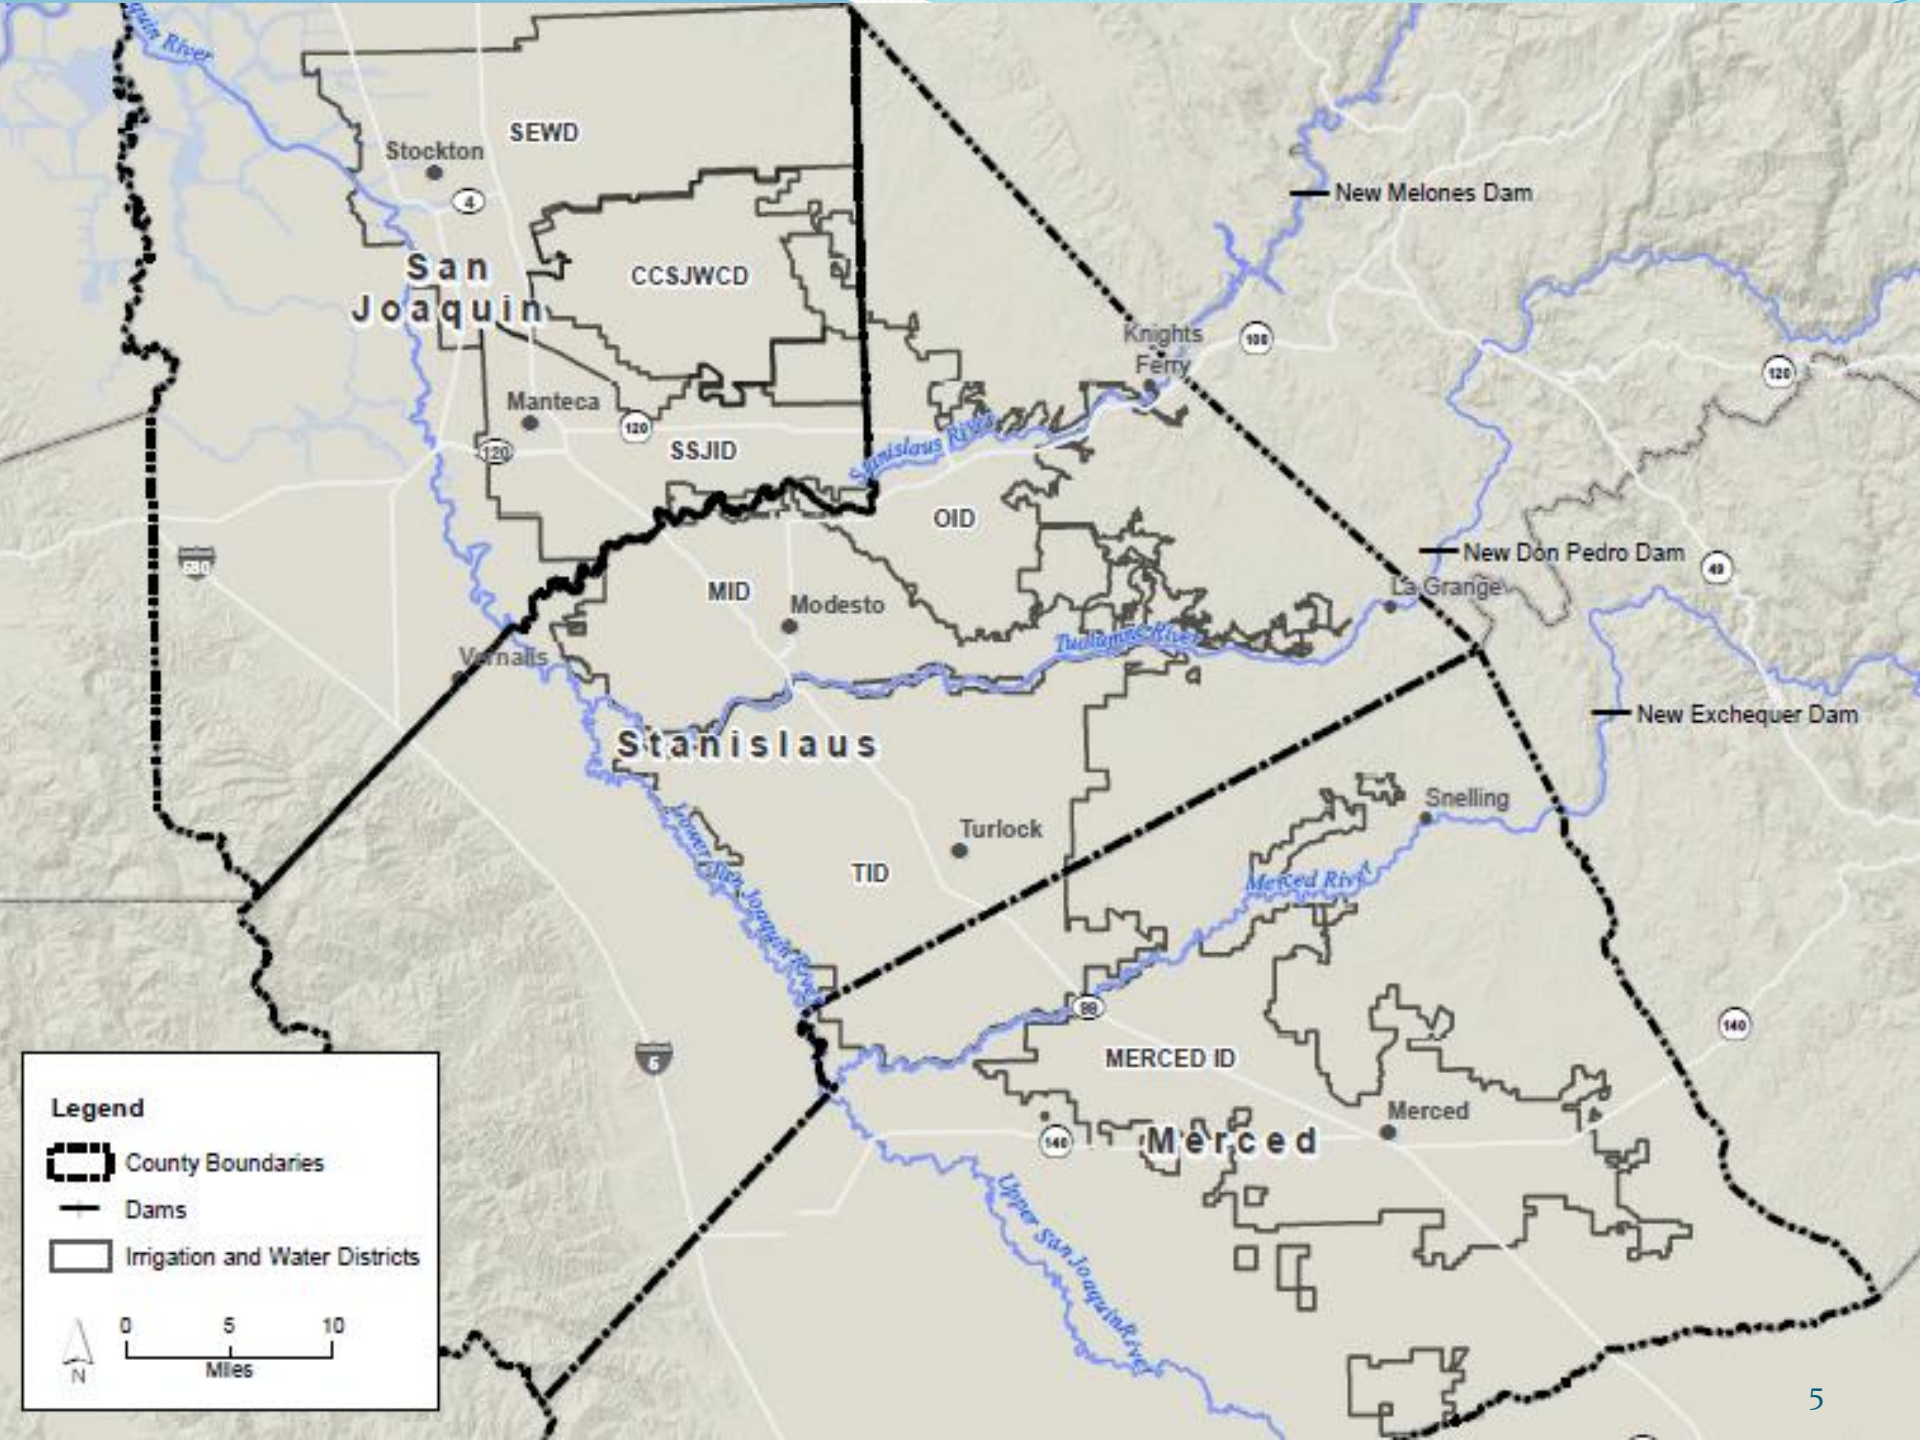 quin River
SEWD
Stockton
4
New Melones Dam
San
Joaquin
CCSJWCD
Knights
Ferry
108
120
Manteca
120
120
SSJID
Stanislaus River
OID
New Don Pedro Dam
49
580
La Grange
MID
Modesto
Tuolumne River
Vernalis
New Exchequer Dam
Stanislaus
Snelling
Lower San Joaquin River
Turlock
TID
Merced River
99
140
5
MERCED ID
Merced
140
Merced
Upper San Joaquin River
Legend
County Boundaries
Dams
Irrigation and Water Districts
0 5 10
Miles
N
5